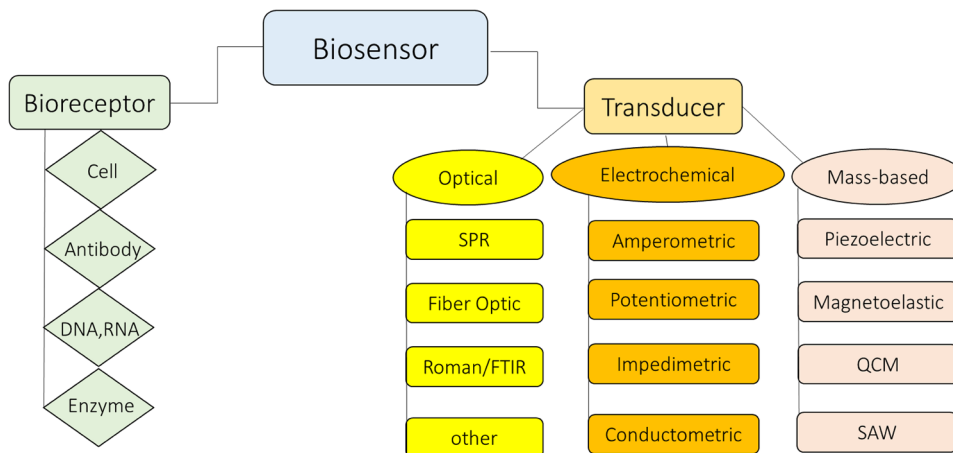 Biosensor
Bioreceptor
Transducer
Cell
Antibody
DNA,RNA
Enzyme
Optical
Electrochemical
Mass-based
SPR
Amperometric
Piezoelectric
Fiber Optic
Potentiometric
Magnetoelastic
Roman/FTIR
Impedimetric
QCM
other
Conductometric
SAW